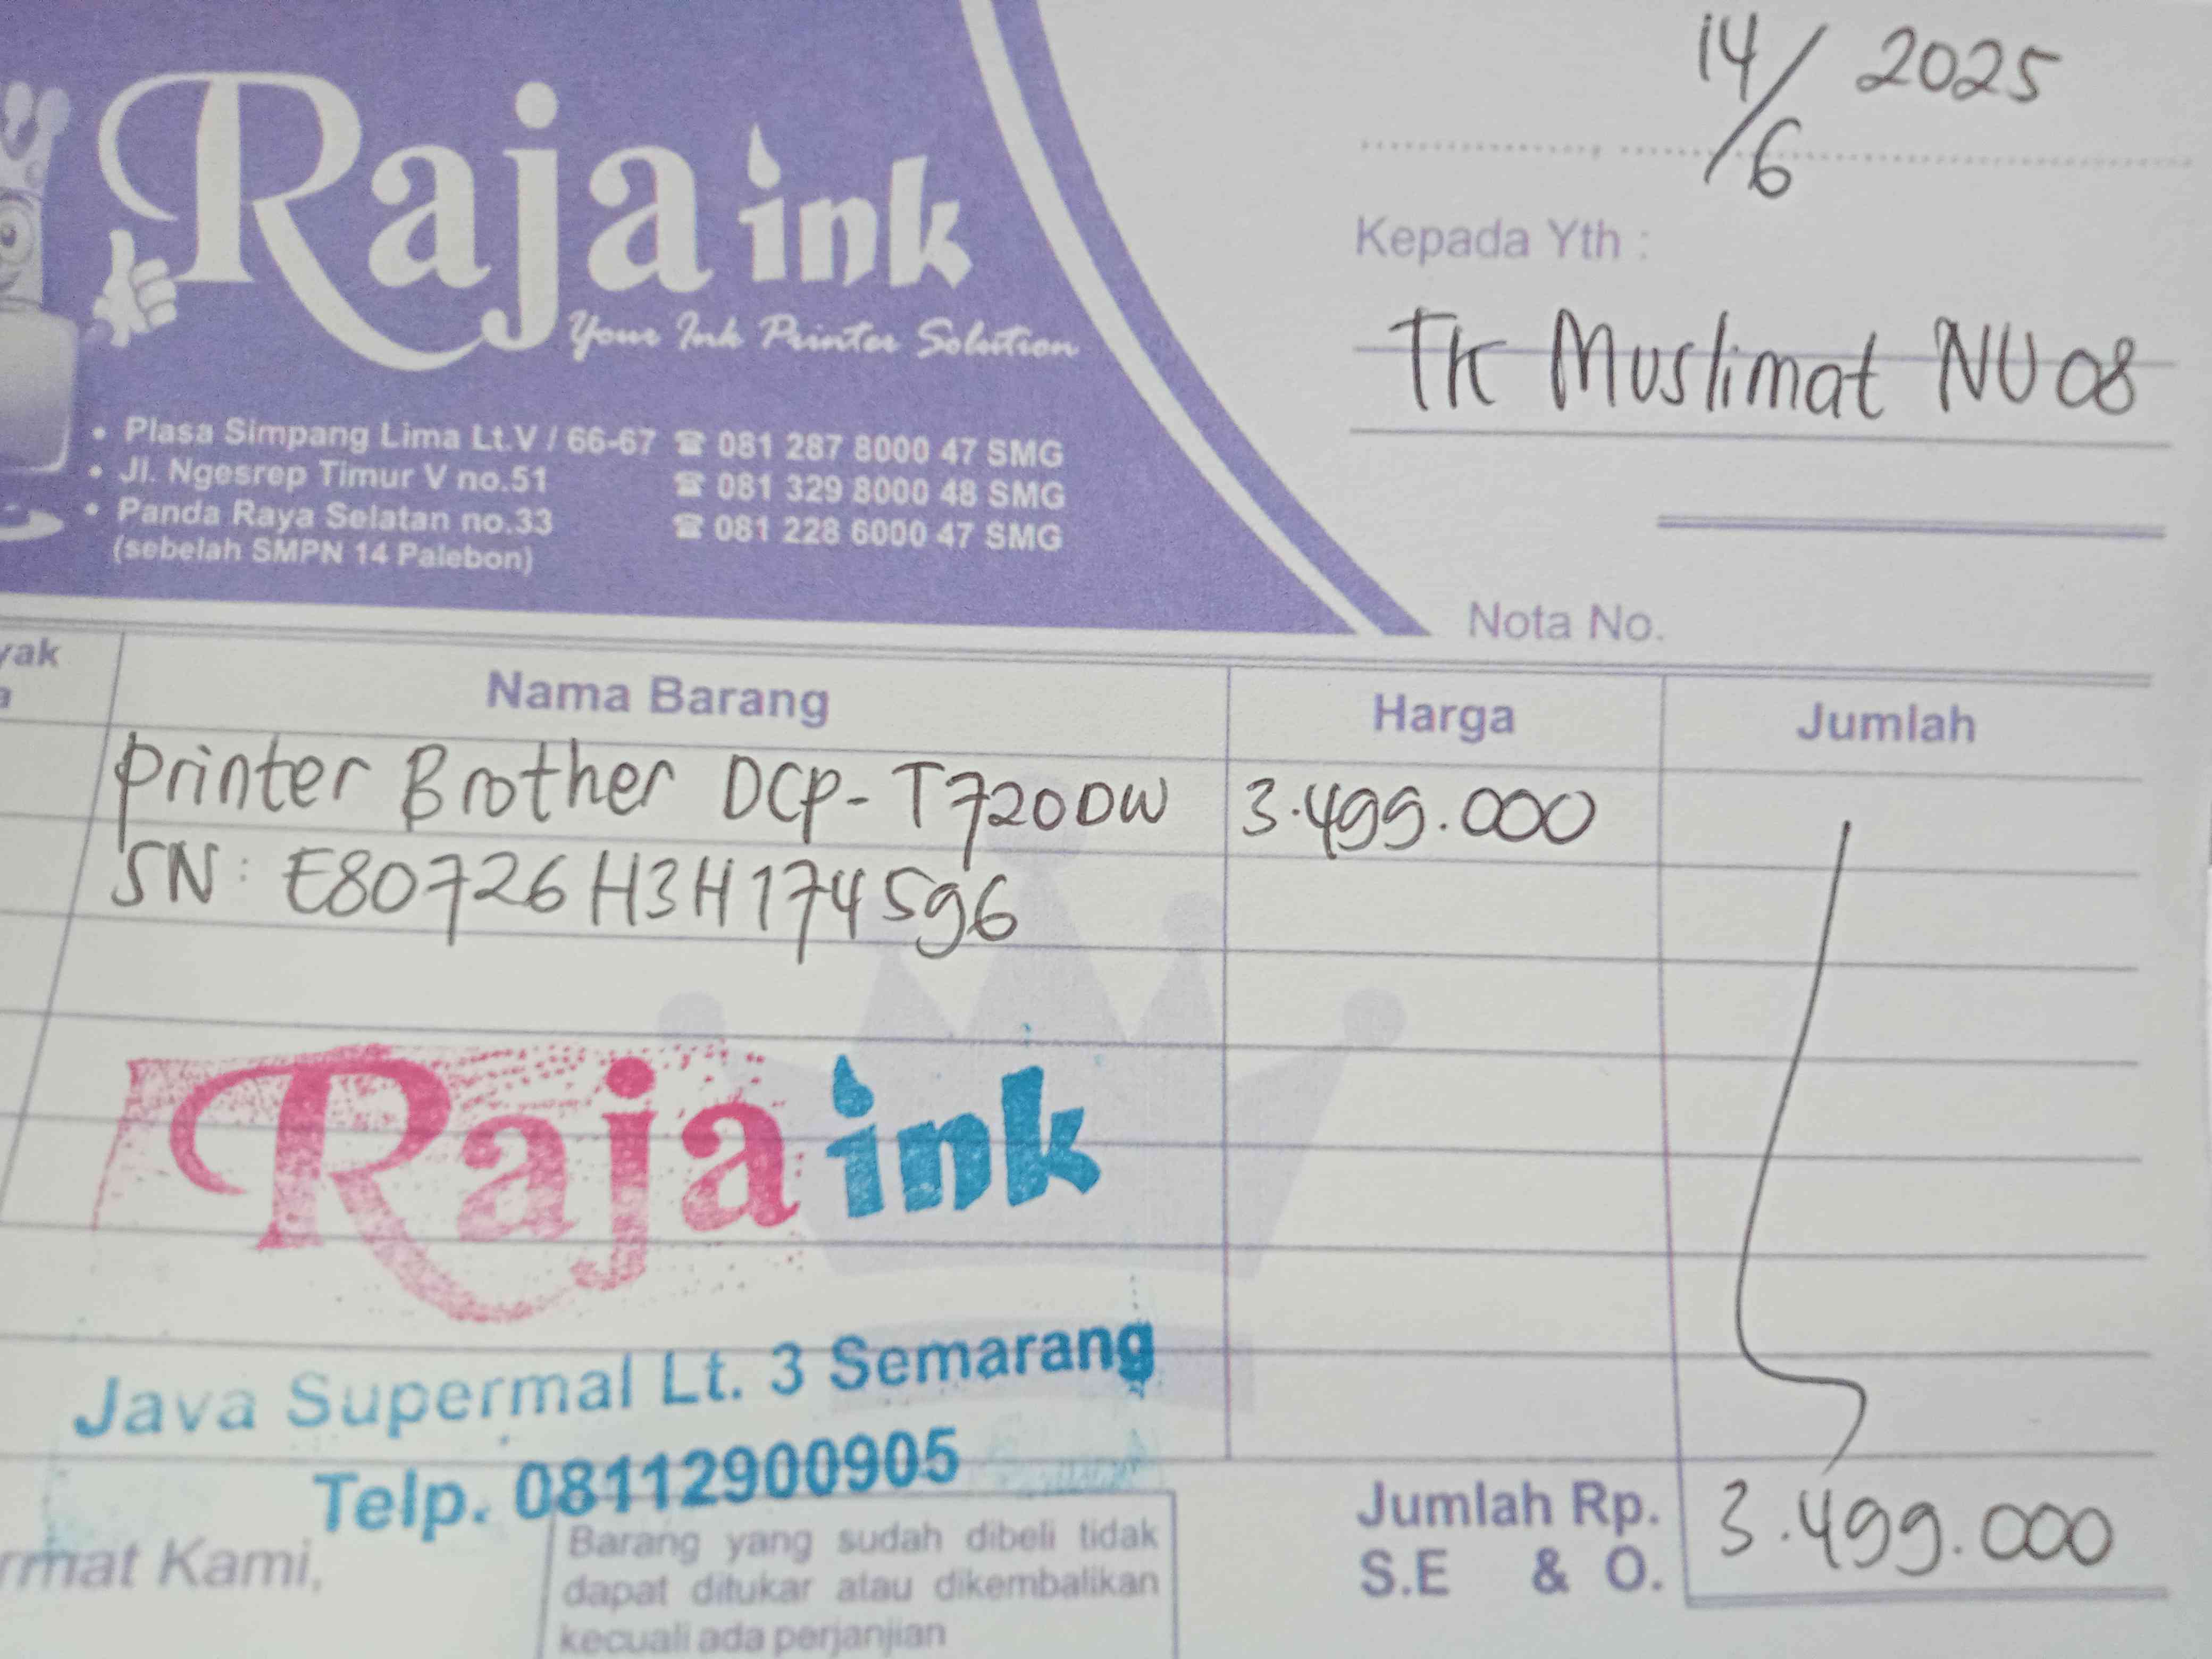 14/6 2025
Raja ink
Your Ink Printer Solution
• Plasa Simpang Lima Lt.V / 66-67 ☎ 081 287 8000 47 SMG
• Jl. Ngesrep Timur V no.51 ☎ 081 329 8000 48 SMG
• Panda Raya Selatan no.33 ☎ 081 228 6000 47 SMG
(sebelah SMPN 14 Palebon)
Kepada Yth :
TK Muslimat NU 08
Nota No.
yak
a
Nama Barang Harga Jumlah
Printer Brother DCP-T720DW 3.499.000
SN: E80726H3H174596
Raja ink
Java Supermal Lt. 3 Semarang
Telp. 08112900905
rmat Kami,
Barang yang sudah dibeli tidak
dapat ditukar atau dikembalikan
kecuali ada perjanjian
Jumlah Rp. 3.499.000
S.E & O.